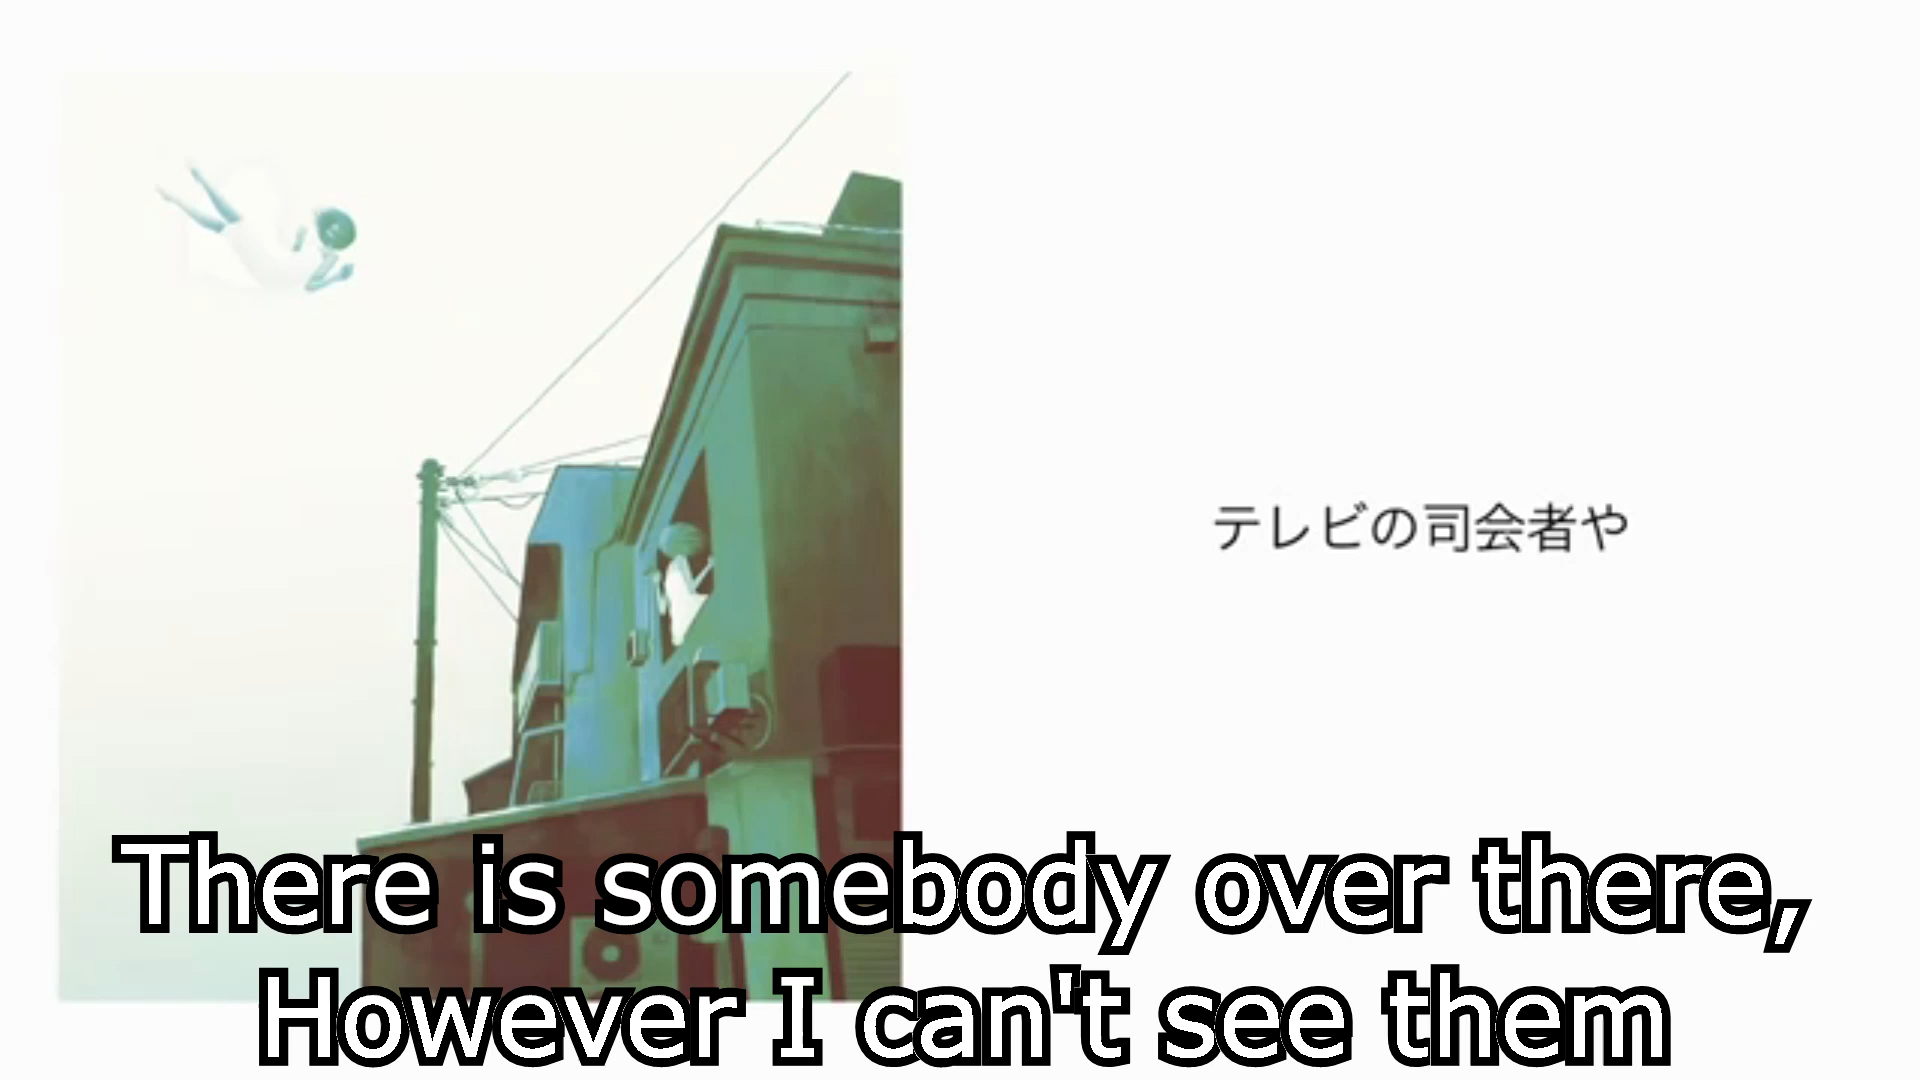 テレビの司会者や
There is somebody over there,
However I can't see them